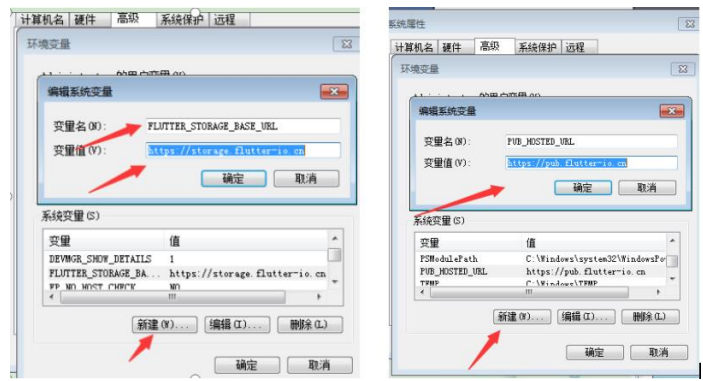 计算机名 硬件 高级 系统保护 远程
环境变量
编辑系统变量
变量名(N): FLUTTER_STORAGE_BASE_URL
变量值(V): https://storage.flutter-io.cn
确定 取消
系统变量(S)
变量 值
DEVMGR_SHOW_DETAILS 1
FLUTTER_STORAGE_BA... https://storage.flutter-io.cn
FP_NO_HOST_CHECK NO
新建(W)... 编辑(I)... 删除(L)
确定 取消
系统属性
计算机名 硬件 高级 系统保护 远程
环境变量
编辑系统变量
变量名(N): PUB_HOSTED_URL
变量值(V): https://pub.flutter-io.cn
确定 取消
系统变量(S)
变量 值
PSModulePath C:\Windows\system32\WindowsPo
PUB_HOSTED_URL https://pub.flutter-io.cn
TEMP C:\Windows\TEMP
新建(W)... 编辑(I)... 删除(L)
确定 取消